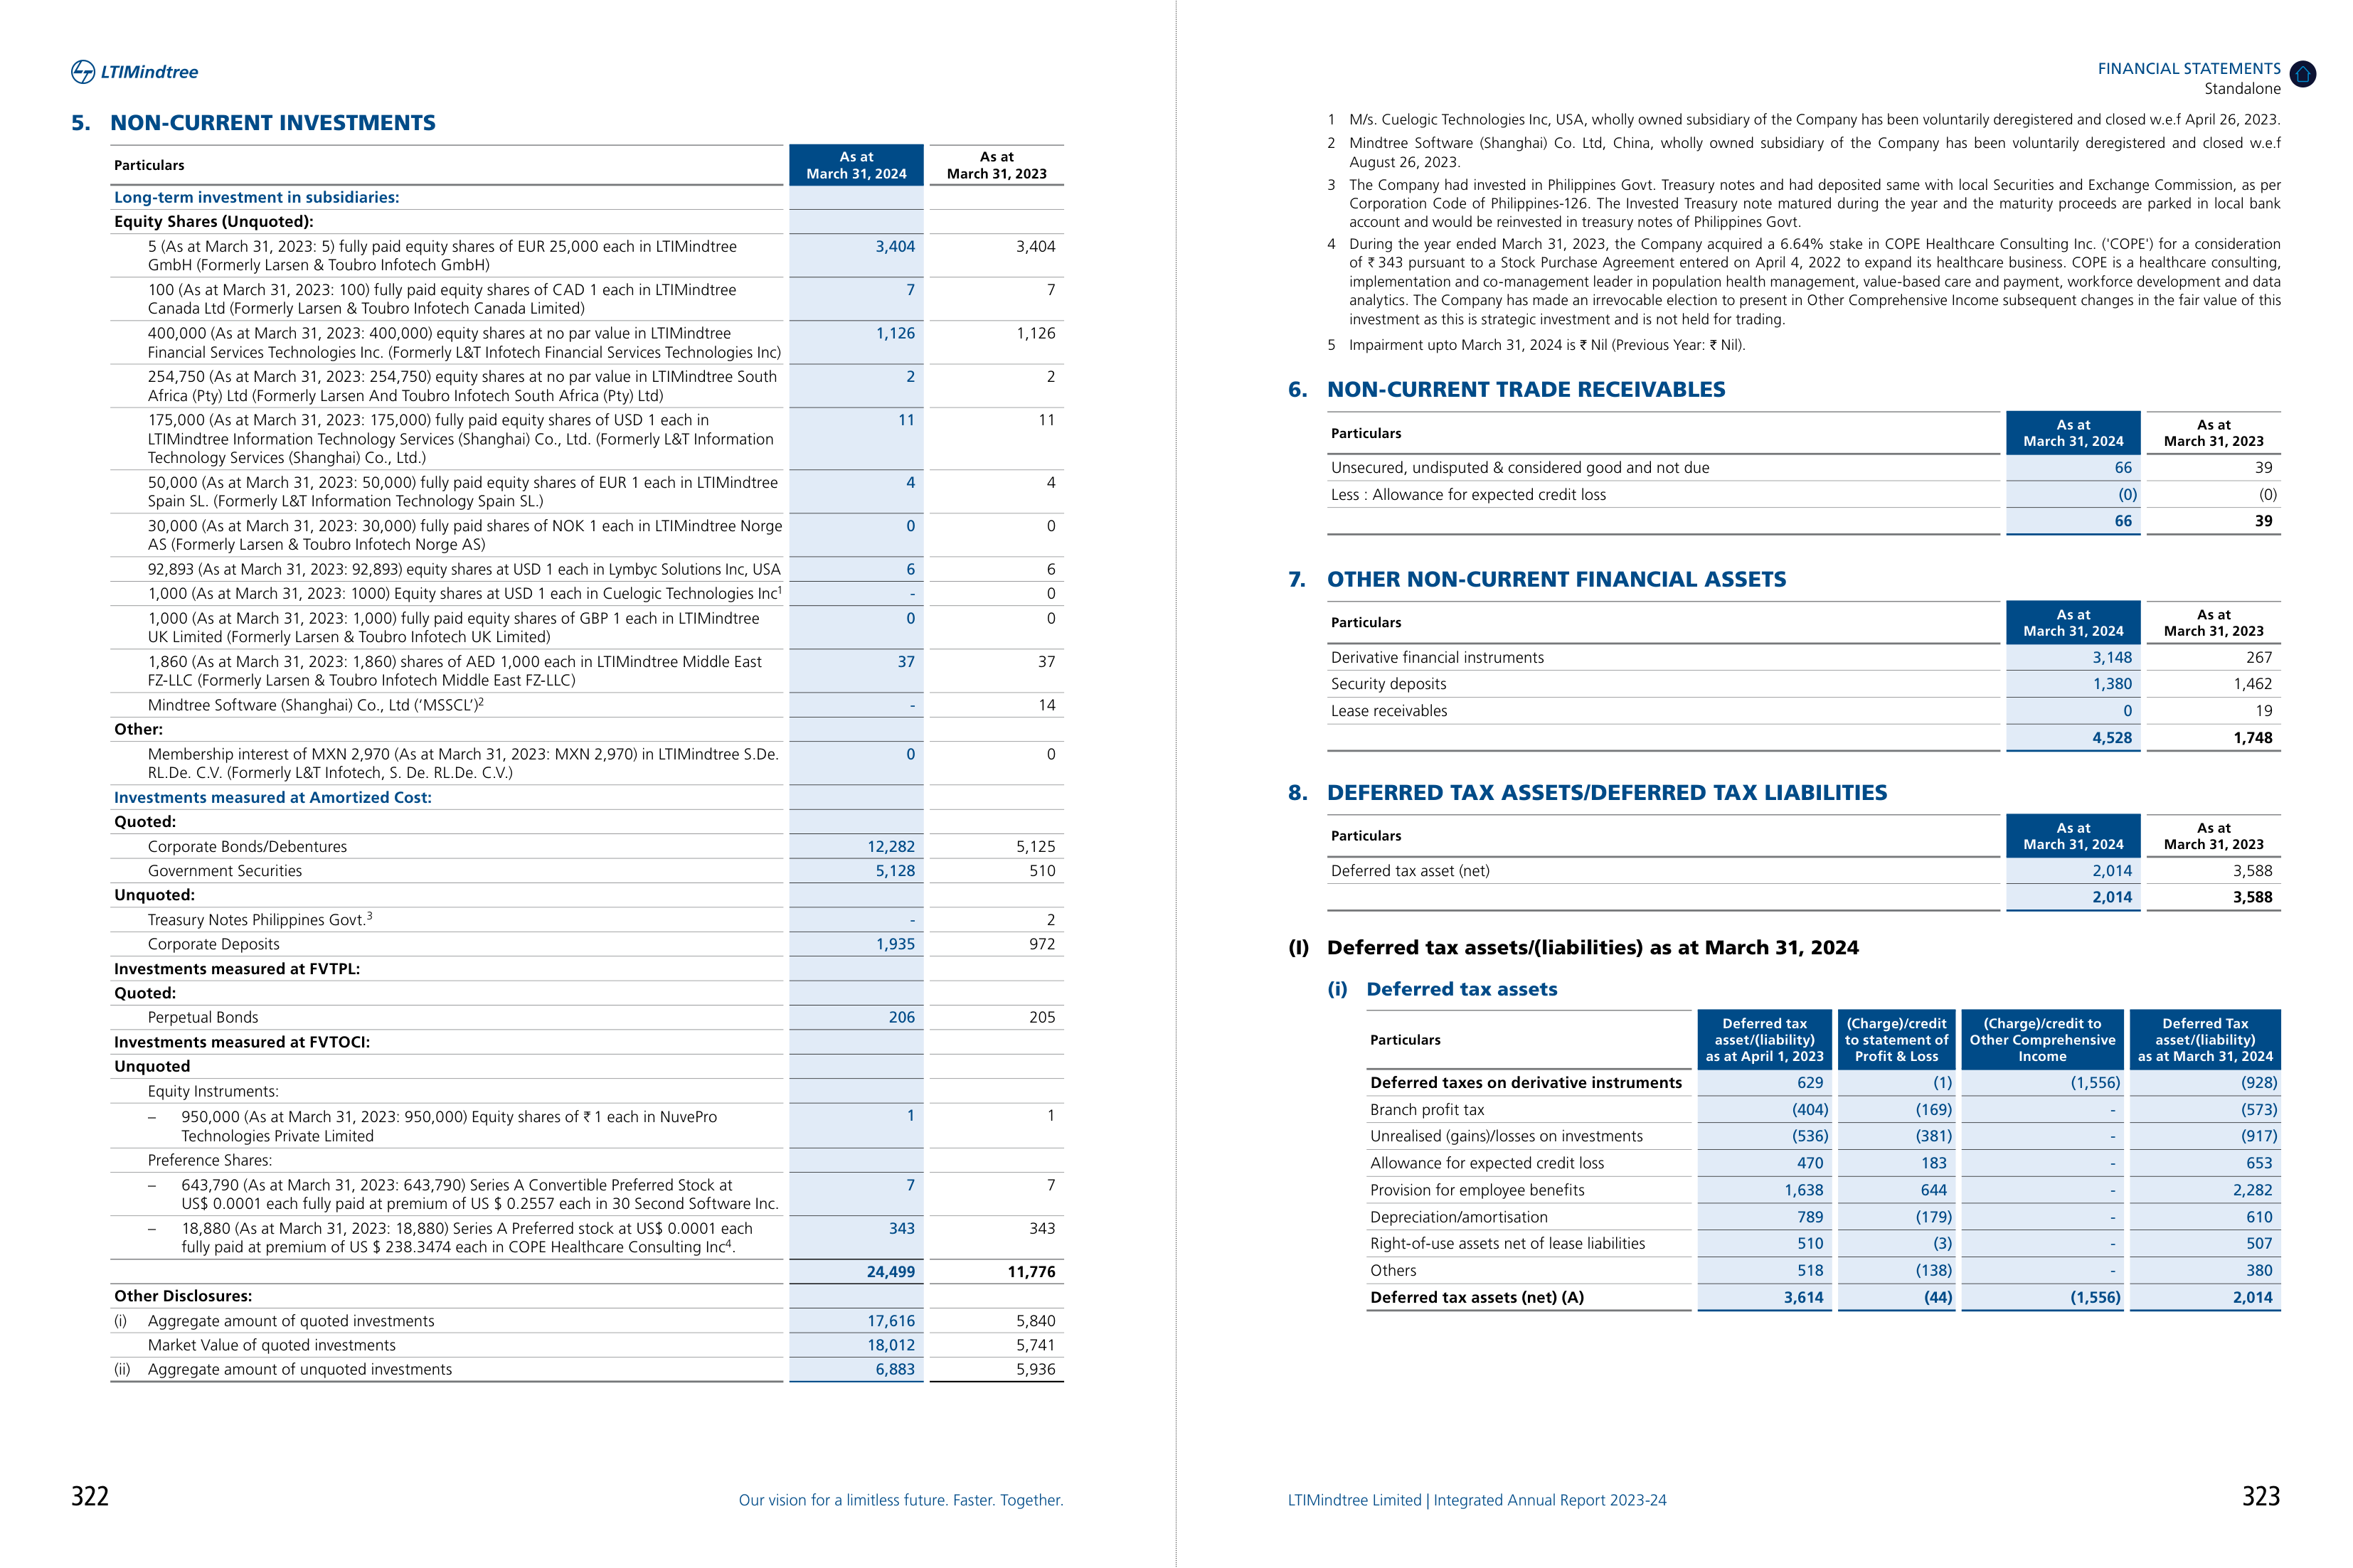 LTIMindtree
5. NON-CURRENT INVESTMENTS
Particulars As at March 31, 2024 As at March 31, 2023
Long-term investment in subsidiaries:
Equity Shares (Unquoted):
5 (As at March 31, 2023: 5) fully paid equity shares of EUR 25,000 each in LTIMindtree 3,404 3,404
GmbH (Formerly Larsen & Toubro Infotech GmbH)
100 (As at March 31, 2023: 100) fully paid equity shares of CAD 1 each in LTIMindtree 7 7
Canada Ltd (Formerly Larsen & Toubro Infotech Canada Limited)
400,000 (As at March 31, 2023: 400,000) equity shares at no par value in LTIMindtree 1,126 1,126
Financial Services Technologies Inc. (Formerly L&T Infotech Financial Services Technologies Inc)
254,750 (As at March 31, 2023: 254,750) equity shares at no par value in LTIMindtree South 2 2
Africa (Pty) Ltd (Formerly Larsen And Toubro Infotech South Africa (Pty) Ltd)
175,000 (As at March 31, 2023: 175,000) fully paid equity shares of USD 1 each in 11 11
LTIMindtree Information Technology Services (Shanghai) Co., Ltd. (Formerly L&T Information
Technology Services (Shanghai) Co., Ltd.)
50,000 (As at March 31, 2023: 50,000) fully paid equity shares of EUR 1 each in LTIMindtree 4 4
Spain SL. (Formerly L&T Information Technology Spain SL.)
30,000 (As at March 31, 2023: 30,000) fully paid shares of NOK 1 each in LTIMindtree Norge 0 0
AS (Formerly Larsen & Toubro Infotech Norge AS)
92,893 (As at March 31, 2023: 92,893) equity shares at USD 1 each in Lymbyc Solutions Inc, USA 6 6
1,000 (As at March 31, 2023: 1000) Equity shares at USD 1 each in Cuelogic Technologies Inc1 - 0
1,000 (As at March 31, 2023: 1,000) fully paid equity shares of GBP 1 each in LTIMindtree 0 0
UK Limited (Formerly Larsen & Toubro Infotech UK Limited)
1,860 (As at March 31, 2023: 1,860) shares of AED 1,000 each in LTIMindtree Middle East 37 37
FZ-LLC (Formerly Larsen & Toubro Infotech Middle East FZ-LLC)
Mindtree Software (Shanghai) Co., Ltd (‘MSSCL’)2 - 14
Other:
Membership interest of MXN 2,970 (As at March 31, 2023: MXN 2,970) in LTIMindtree S.De. 0 0
RL.De. C.V. (Formerly L&T Infotech, S. De. RL.De. C.V.)
Investments measured at Amortized Cost:
Quoted:
Corporate Bonds/Debentures 12,282 5,125
Government Securities 5,128 510
Unquoted:
Treasury Notes Philippines Govt.3 - 2
Corporate Deposits 1,935 972
Investments measured at FVTPL:
Quoted:
Perpetual Bonds 206 205
Investments measured at FVTOCI:
Unquoted
Equity Instruments:
– 950,000 (As at March 31, 2023: 950,000) Equity shares of ₹ 1 each in NuvePro 1 1
Technologies Private Limited
Preference Shares:
– 643,790 (As at March 31, 2023: 643,790) Series A Convertible Preferred Stock at 7 7
US$ 0.0001 each fully paid at premium of US $ 0.2557 each in 30 Second Software Inc.
– 18,880 (As at March 31, 2023: 18,880) Series A Preferred stock at US$ 0.0001 each 343 343
fully paid at premium of US $ 238.3474 each in COPE Healthcare Consulting Inc4.
24,499 11,776
Other Disclosures:
(i) Aggregate amount of quoted investments 17,616 5,840
Market Value of quoted investments 18,012 5,741
(ii) Aggregate amount of unquoted investments 6,883 5,936
322
Our vision for a limitless future. Faster. Together.
FINANCIAL STATEMENTS
Standalone
1 M/s. Cuelogic Technologies Inc, USA, wholly owned subsidiary of the Company has been voluntarily deregistered and closed w.e.f April 26, 2023.
2 Mindtree Software (Shanghai) Co. Ltd, China, wholly owned subsidiary of the Company has been voluntarily deregistered and closed w.e.f
August 26, 2023.
3 The Company had invested in Philippines Govt. Treasury notes and had deposited same with local Securities and Exchange Commission, as per
Corporation Code of Philippines-126. The Invested Treasury note matured during the year and the maturity proceeds are parked in local bank
account and would be reinvested in treasury notes of Philippines Govt.
4 During the year ended March 31, 2023, the Company acquired a 6.64% stake in COPE Healthcare Consulting Inc. ('COPE') for a consideration
of ₹ 343 pursuant to a Stock Purchase Agreement entered on April 4, 2022 to expand its healthcare business. COPE is a healthcare consulting,
implementation and co-management leader in population health management, value-based care and payment, workforce development and data
analytics. The Company has made an irrevocable election to present in Other Comprehensive Income subsequent changes in the fair value of this
investment as this is strategic investment and is not held for trading.
5 Impairment upto March 31, 2024 is ₹ Nil (Previous Year: ₹ Nil).
6. NON-CURRENT TRADE RECEIVABLES
Particulars As at March 31, 2024 As at March 31, 2023
Unsecured, undisputed & considered good and not due 66 39
Less : Allowance for expected credit loss (0) (0)
66 39
7. OTHER NON-CURRENT FINANCIAL ASSETS
Particulars As at March 31, 2024 As at March 31, 2023
Derivative financial instruments 3,148 267
Security deposits 1,380 1,462
Lease receivables 0 19
4,528 1,748
8. DEFERRED TAX ASSETS/DEFERRED TAX LIABILITIES
Particulars As at March 31, 2024 As at March 31, 2023
Deferred tax asset (net) 2,014 3,588
2,014 3,588
(I) Deferred tax assets/(liabilities) as at March 31, 2024
(i) Deferred tax assets
Particulars Deferred tax asset/(liability) as at April 1, 2023 (Charge)/credit to statement of Profit & Loss (Charge)/credit to Other Comprehensive Income Deferred Tax asset/(liability) as at March 31, 2024
Deferred taxes on derivative instruments 629 (1) (1,556) (928)
Branch profit tax (404) (169) - (573)
Unrealised (gains)/losses on investments (536) (381) - (917)
Allowance for expected credit loss 470 183 - 653
Provision for employee benefits 1,638 644 - 2,282
Depreciation/amortisation 789 (179) - 610
Right-of-use assets net of lease liabilities 510 (3) - 507
Others 518 (138) - 380
Deferred tax assets (net) (A) 3,614 (44) (1,556) 2,014
LTIMindtree Limited | Integrated Annual Report 2023-24
323